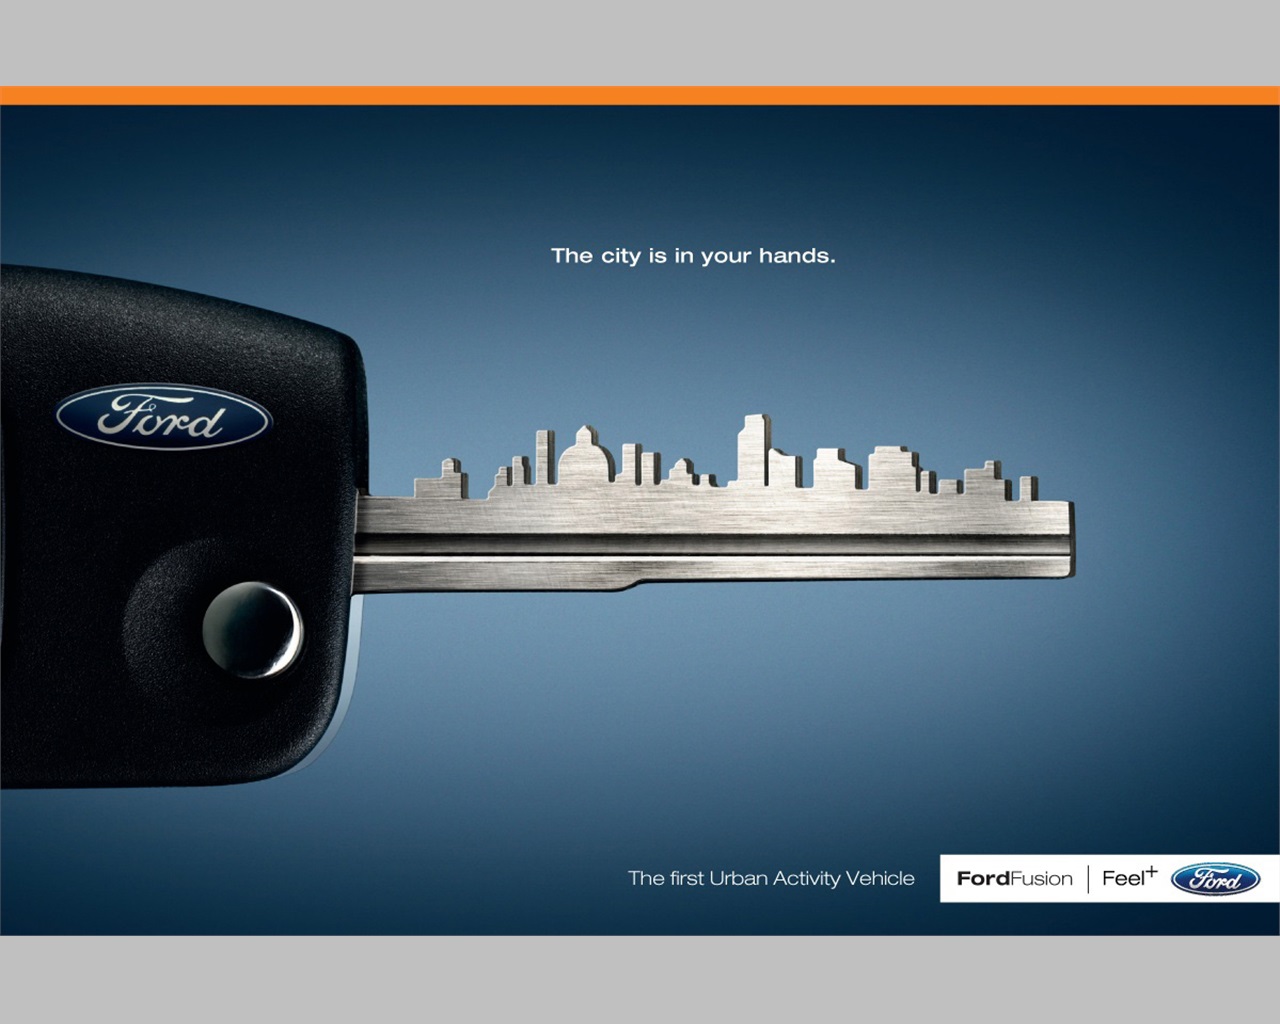 The city is in your hands.
Ford
The first Urban Activity Vehicle
FordFusion | Feel+ Ford